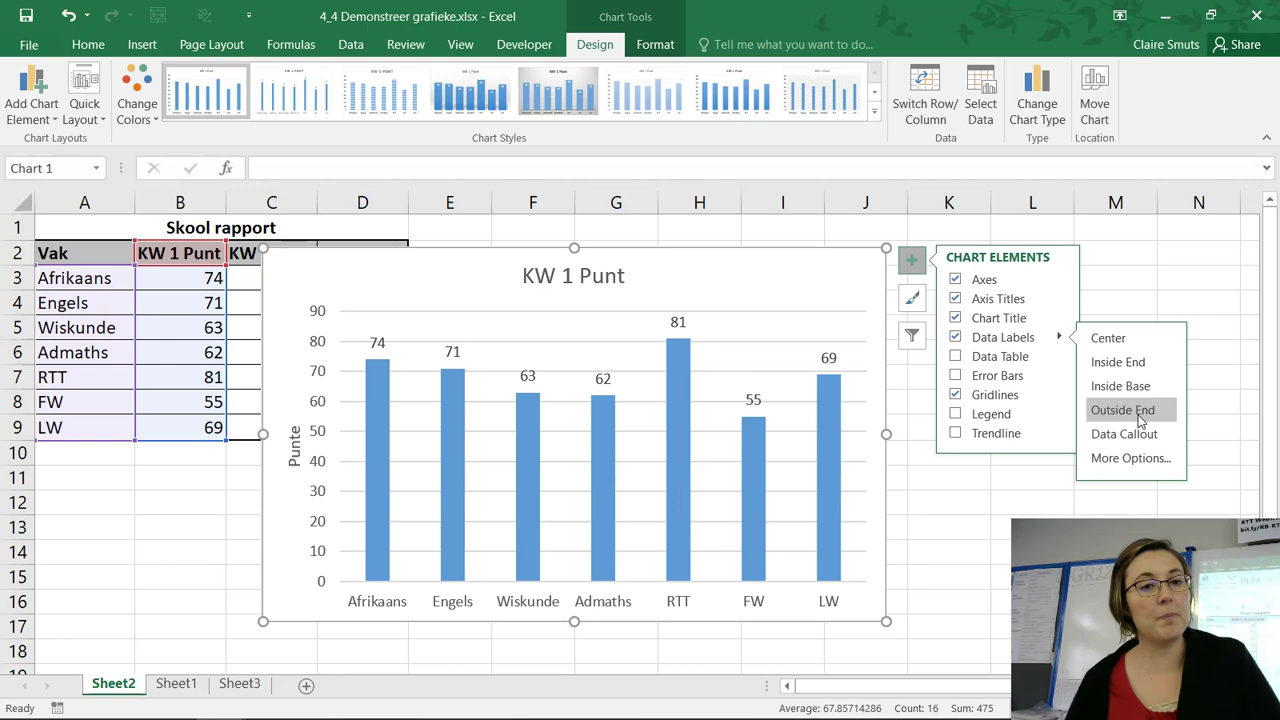 4_4 Demonstreer grafieke.xlsx - Excel
Chart Tools
File Home Insert Page Layout Formulas Data Review View Developer Design Format Tell me what you want to do... Claire Smuts Share
Add Chart Element
Quick Layout
Change Colors
Switch Row/ Column
Select Data
Change Chart Type
Move Chart
Chart Layouts Chart Styles Data Type Location
Chart 1 fx
A B C D E F G H I J K L M N
1 Skool rapport
2 Vak KW 1 Punt KW
3 Afrikaans 74
4 Engels 71
5 Wiskunde 63
6 Admaths 62
7 RTT 81
8 FW 55
9 LW 69
10
11
12
13
14
15
16
17
18
KW 1 Punt
90
80
70
60
50
40
30
20
10
0
Punte
74 71 63 62 81 55 69
Afrikaans Engels Wiskunde Admaths RTT FW LW
CHART ELEMENTS
Axes
Axis Titles
Chart Title
Data Labels
Data Table
Error Bars
Gridlines
Legend
Trendline
Center
Inside End
Inside Base
Outside End
Data Callout
More Options...
Sheet2 Sheet1 Sheet3
Ready Average: 67.85714286 Count: 16 Sum: 475